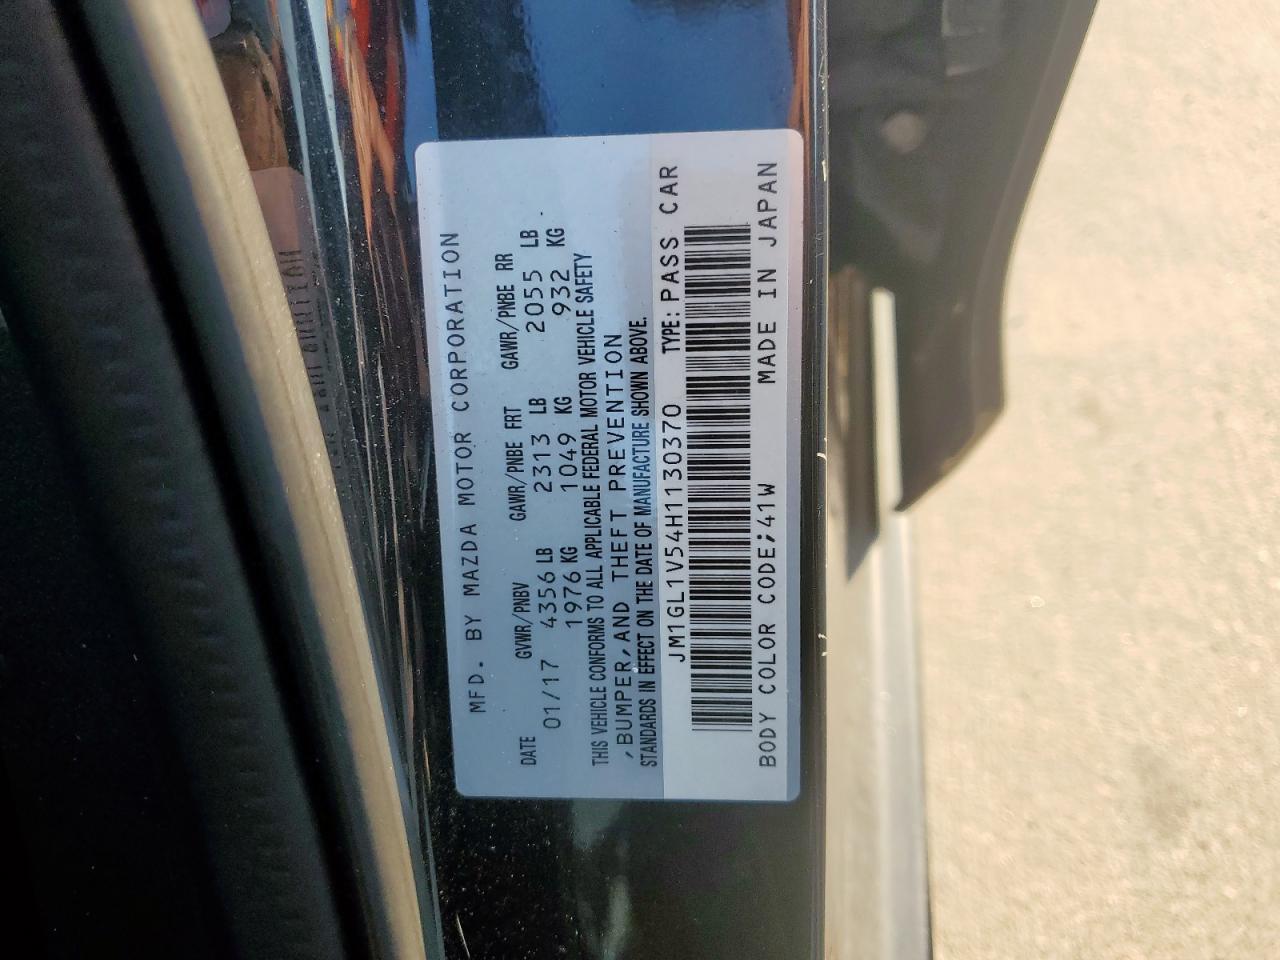 MFD. BY MAZDA MOTOR CORPORATION
DATE GVWR/PNBV GAWR/PNBE FRT GAWR/PNBE RR
01/17 4356 LB 2313 LB 2055 LB
1976 KG 1049 KG 932 KG
THIS VEHICLE CONFORMS TO ALL APPLICABLE FEDERAL MOTOR VEHICLE SAFETY
,BUMPER,AND THEFT PREVENTION
STANDARDS IN EFFECT ON THE DATE OF MANUFACTURE SHOWN ABOVE.
JM1GL1V54H1130370 TYPE: PASS CAR
BODY COLOR CODE;41W MADE IN JAPAN